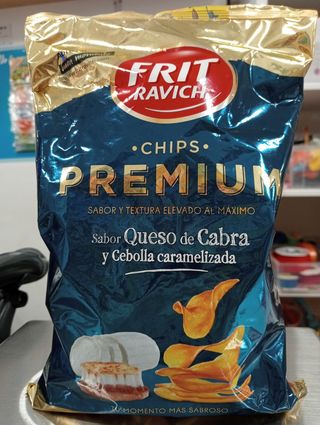 FRIT
RAVICH
·CHIPS·
PREMIUM
SABOR Y TEXTURA ELEVADO AL MÁXIMO
Sabor Queso de Cabra
y Cebolla caramelizada
MOMENTO MÁS SABROSO